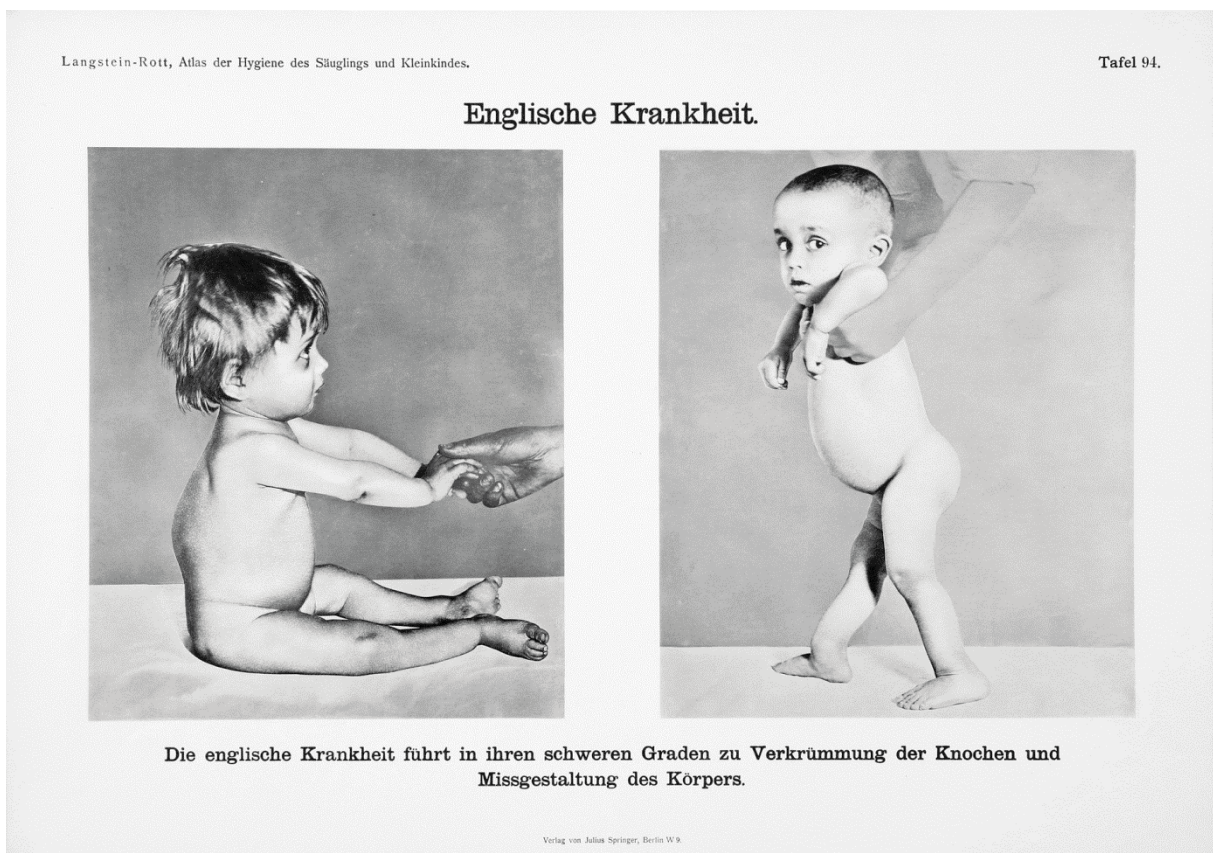 Langstein-Rott, Atlas der Hygiene des Säuglings und Kleinkindes.
Tafel 94.
Englische Krankheit.
Die englische Krankheit führt in ihren schweren Graden zu Verkrümmung der Knochen und
Missgestaltung des Körpers.
Verlag von Julius Springer, Berlin W 9.